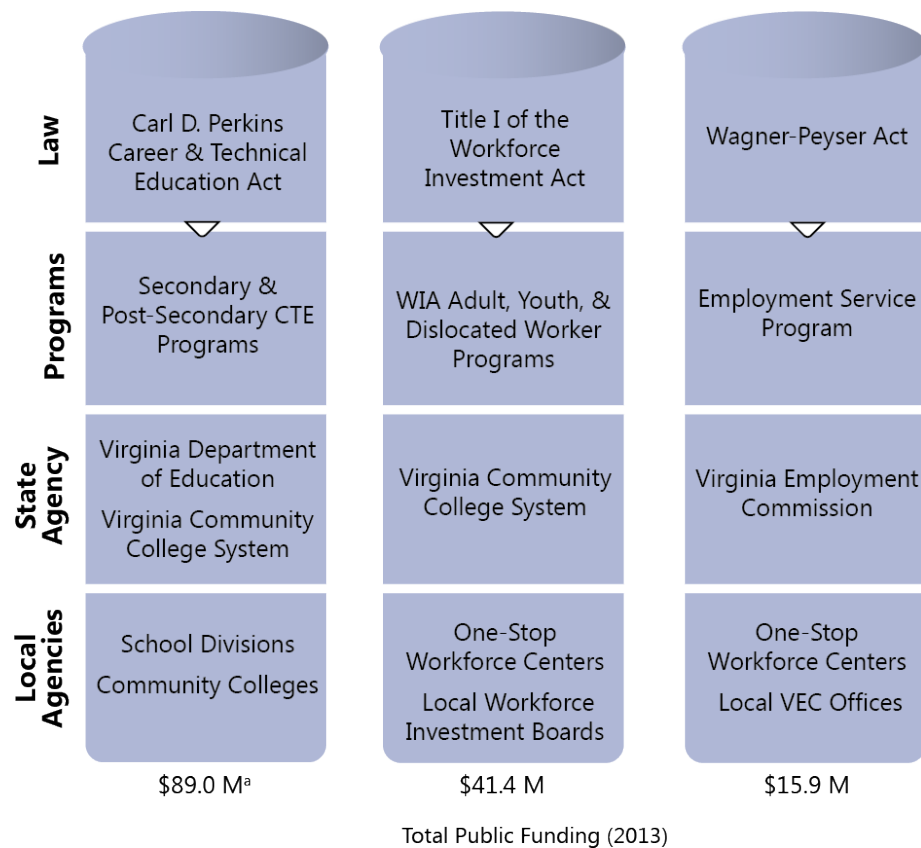 Law
Carl D. Perkins
Career & Technical
Education Act
Title I of the
Workforce
Investment Act
Wagner-Peyser Act
Programs
Secondary &
Post-Secondary CTE
Programs
WIA Adult, Youth, &
Dislocated Worker
Programs
Employment Service
Program
State
Agency
Virginia Department
of Education
Virginia Community
College System
Virginia Community
College System
Virginia Employment
Commission
Local
Agencies
School Divisions
Community Colleges
One-Stop
Workforce Centers
Local Workforce
Investment Boards
One-Stop
Workforce Centers
Local VEC Offices
$89.0 Mᵃ
$41.4 M
$15.9 M
Total Public Funding (2013)